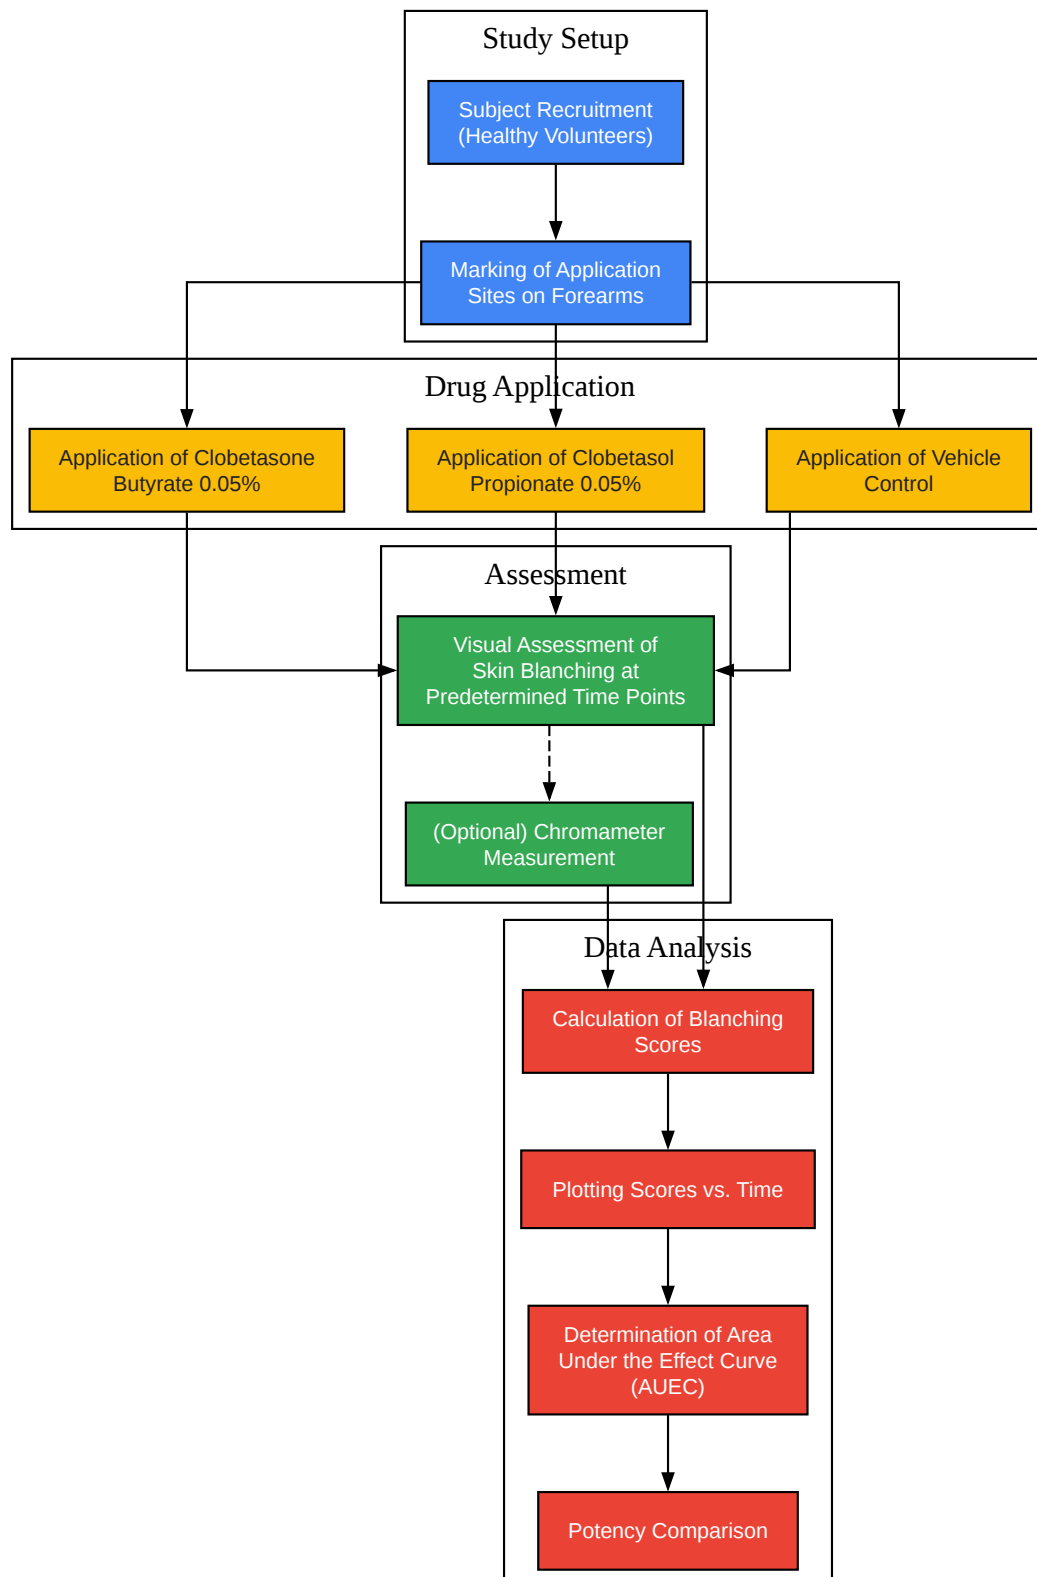 Study Setup
Subject Recruitment
(Healthy Volunteers)
Marking of Application
Sites on Forearms
Drug Application
Application of Clobetasone
Butyrate 0.05%
Application of Clobetasol
Propionate 0.05%
Application of Vehicle
Control
Assessment
Visual Assessment of
Skin Blanching at
Predetermined Time Points
(Optional) Chromameter
Measurement
Data Analysis
Calculation of Blanching
Scores
Plotting Scores vs. Time
Determination of Area
Under the Effect Curve
(AUEC)
Potency Comparison